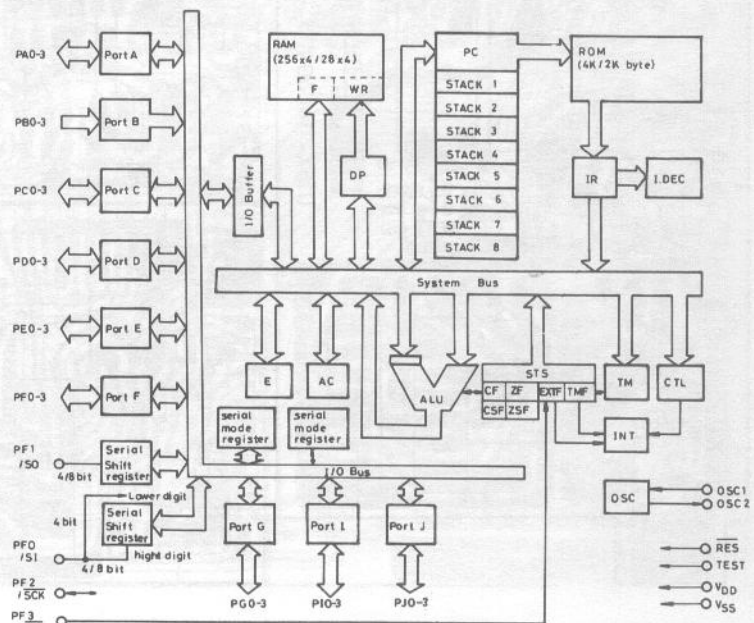 RAM
(256x4/28x4)
F WR
PC
STACK 1
STACK 2
STACK 3
STACK 4
STACK 5
STACK 6
STACK 7
STACK 8
ROM
(4K/2K byte)
PA0-3
Port A
PB0-3
Port B
PC0-3
Port C
PD0-3
Port D
PE0-3
Port E
PF0-3
Port F
I/O Buffer
DP
IR
I.DEC
System Bus
E
AC
ALU
STS
CF ZF EXTF TMF
CSF ZSF
TM
CTL
INT
serial
mode
register
serial
mode
register
I/O Bus
PF1
/SO
4/8bit
Serial
Shift
register
Lower digit
4 bit
Serial
Shift
register
hight digit
PF0
/SI
4/8 bit
PF2
/SCK
PF3
Port G
Port I
Port J
PG0-3
PI0-3
PJ0-3
OSC
OSC1
OSC2
RES
TEST
VDD
VSS